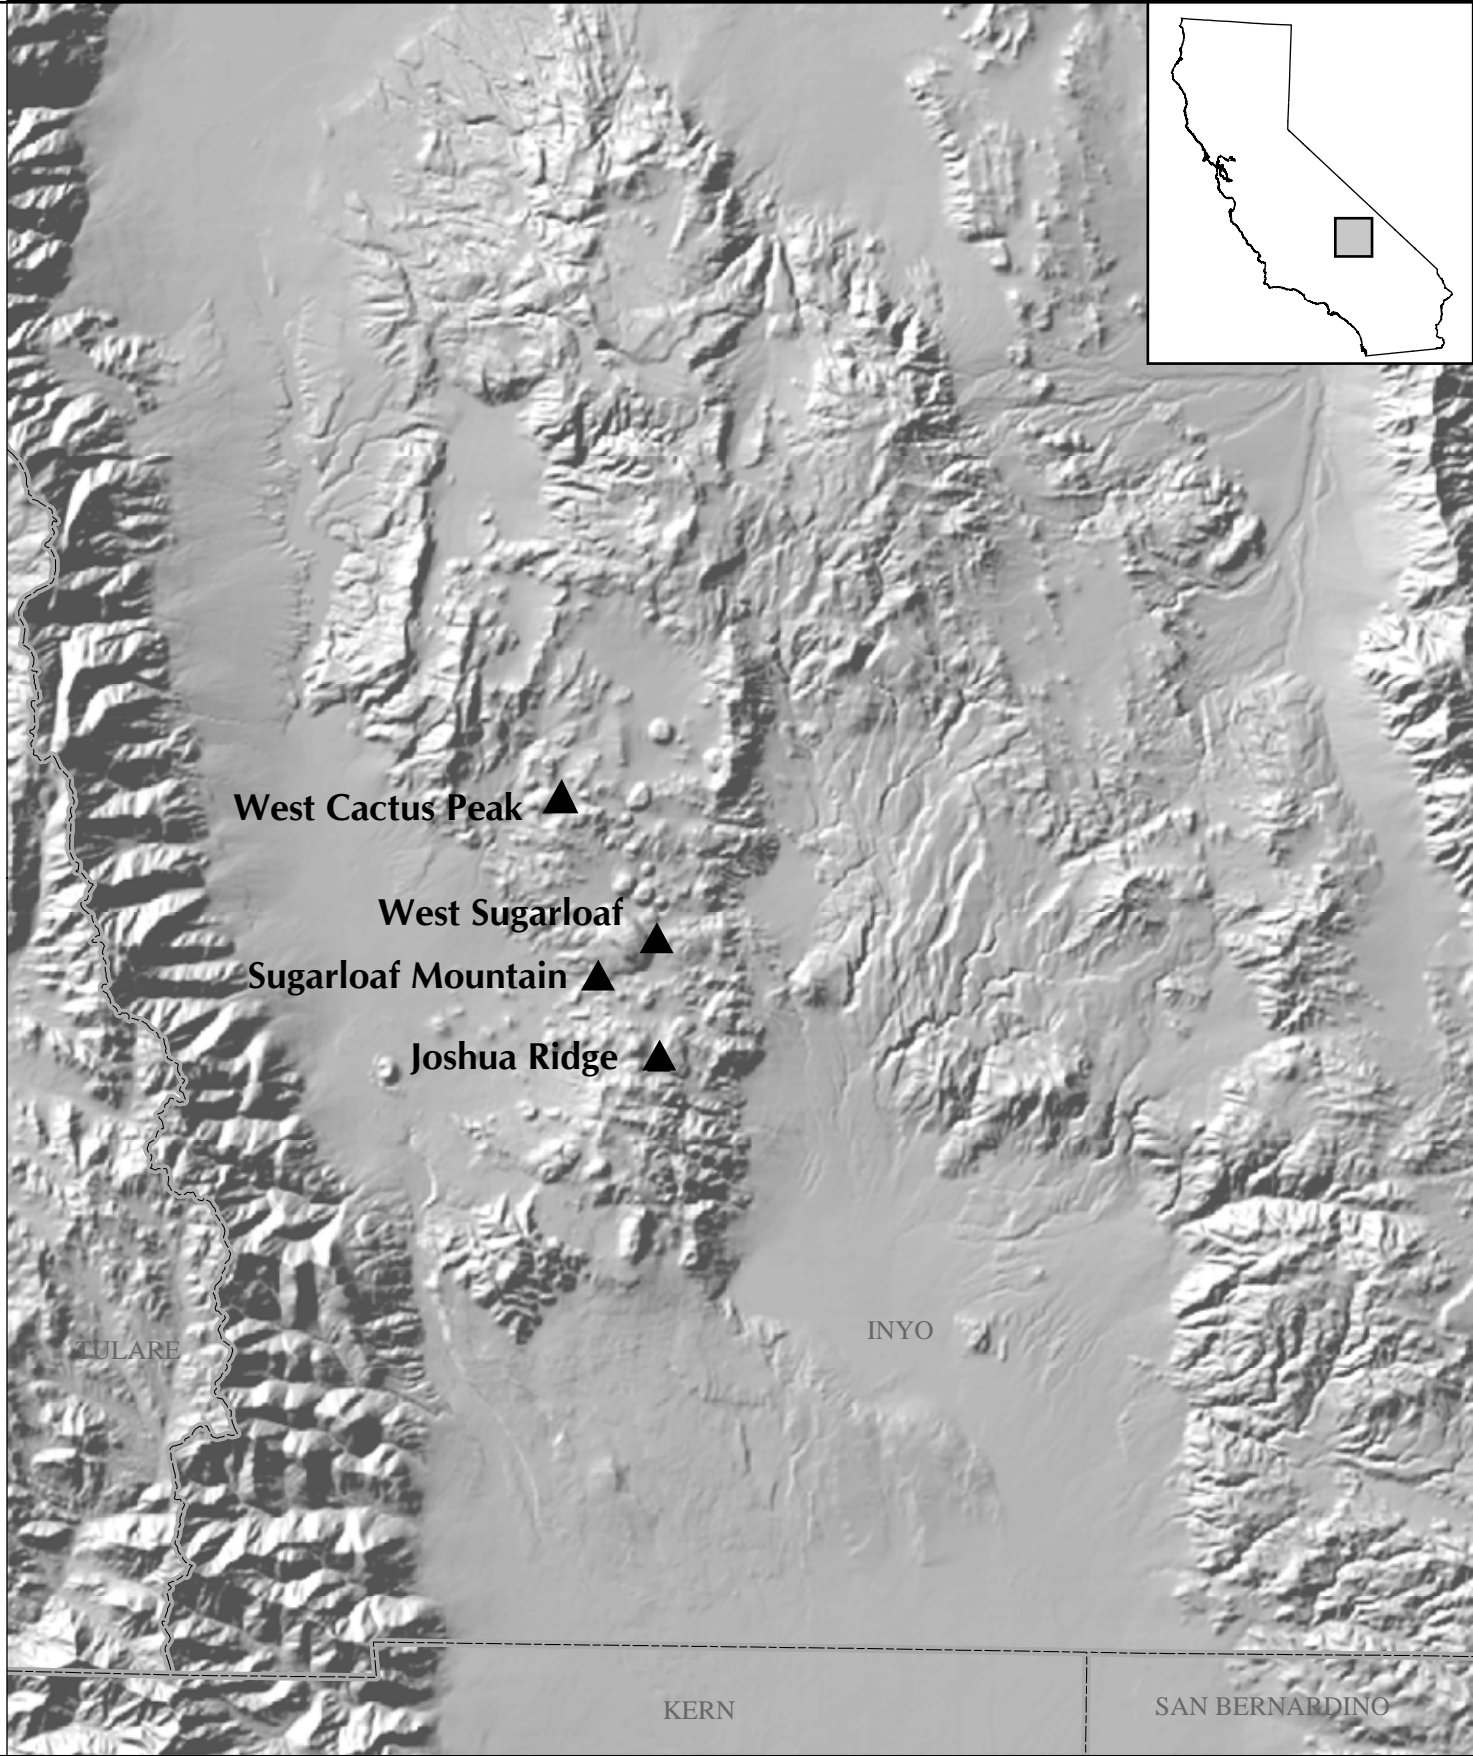 West Cactus Peak
West Sugarloaf
Sugarloaf Mountain
Joshua Ridge
INYO
TULARE
KERN
SAN BERNARDINO